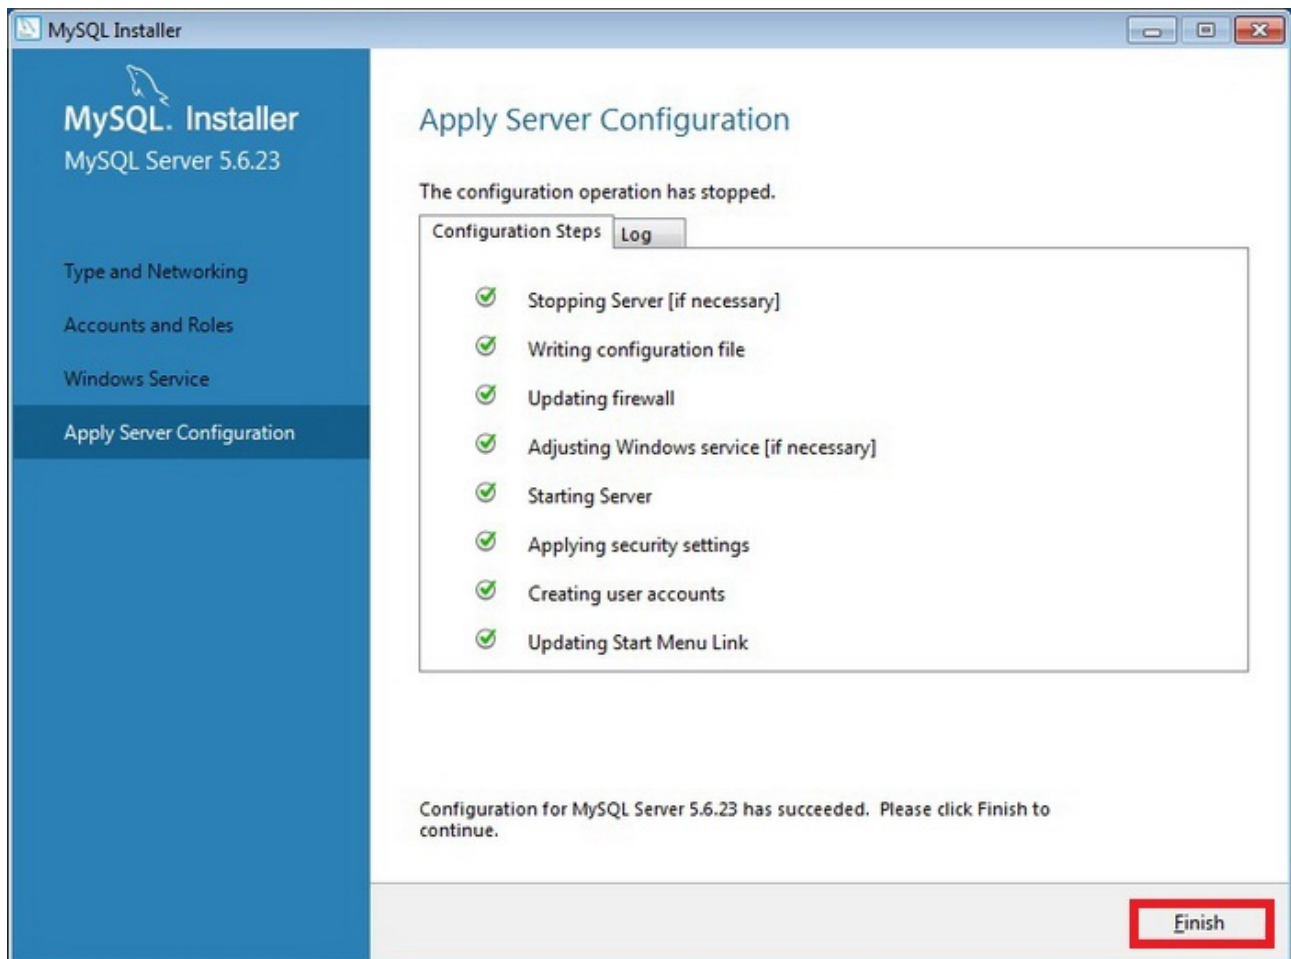 MySQL Installer
MySQL. Installer
MySQL Server 5.6.23
Type and Networking
Accounts and Roles
Windows Service
Apply Server Configuration
Apply Server Configuration
The configuration operation has stopped.
Configuration Steps Log
Stopping Server [if necessary]
Writing configuration file
Updating firewall
Adjusting Windows service [if necessary]
Starting Server
Applying security settings
Creating user accounts
Updating Start Menu Link
Configuration for MySQL Server 5.6.23 has succeeded. Please click Finish to
continue.
Finish